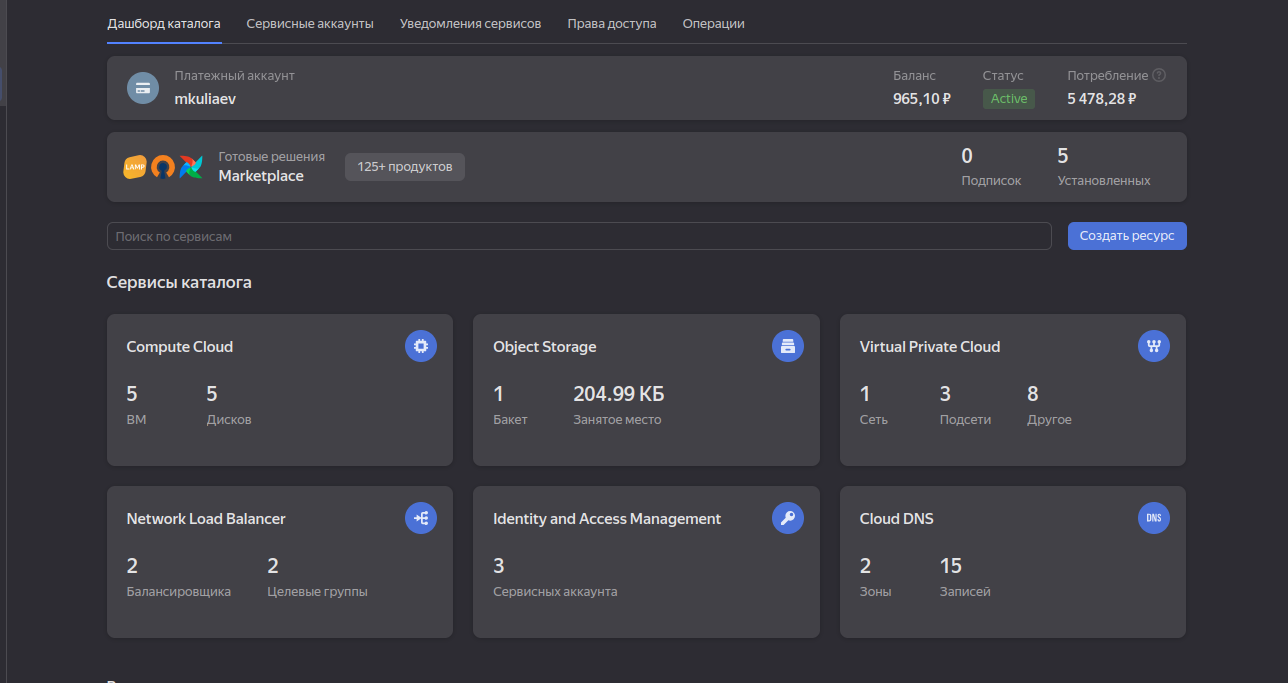 Дашборд каталога Сервисные аккаунты Уведомления сервисов Права доступа Операции
Платежный аккаунт
mkuliaev
Баланс Статус Потребление ?
965,10 ₽ Active 5 478,28 ₽
LAMP
Готовые решения
Marketplace
125+ продуктов
0 5
Подписок Установленных
Поиск по сервисам
Создать ресурс
Сервисы каталога
Compute Cloud
5 5
ВМ Дисков
Object Storage
1 204.99 КБ
Бакет Занятое место
Virtual Private Cloud
1 3 8
Сеть Подсети Другое
Network Load Balancer
2 2
Балансировщика Целевые группы
Identity and Access Management
3
Сервисных аккаунта
Cloud DNS
DNS
2 15
Зоны Записей